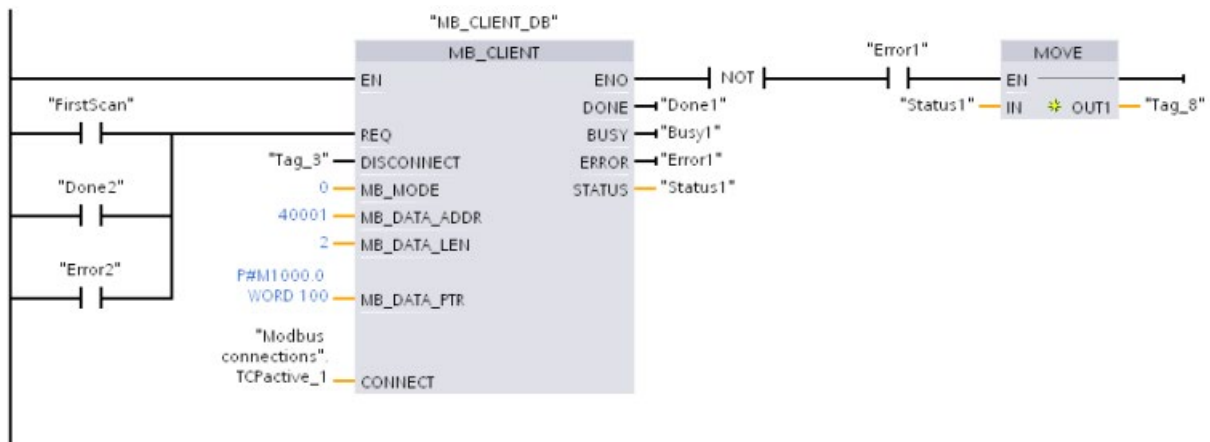 "MB_CLIENT_DB"
MB_CLIENT
"Error1"
MOVE
EN
ENO
NOT
EN
"FirstScan"
DONE
"Done1"
"Status1"
IN
OUT1
"Tag_8"
REQ
BUSY
"Busy1"
"Tag_3"
DISCONNECT
ERROR
"Error1"
"Done2"
0
MB_MODE
STATUS
"Status1"
40001
MB_DATA_ADDR
2
MB_DATA_LEN
"Error2"
P#M1000.0
WORD 100
MB_DATA_PTR
"Modbus
connections".
TCPactive_1
CONNECT